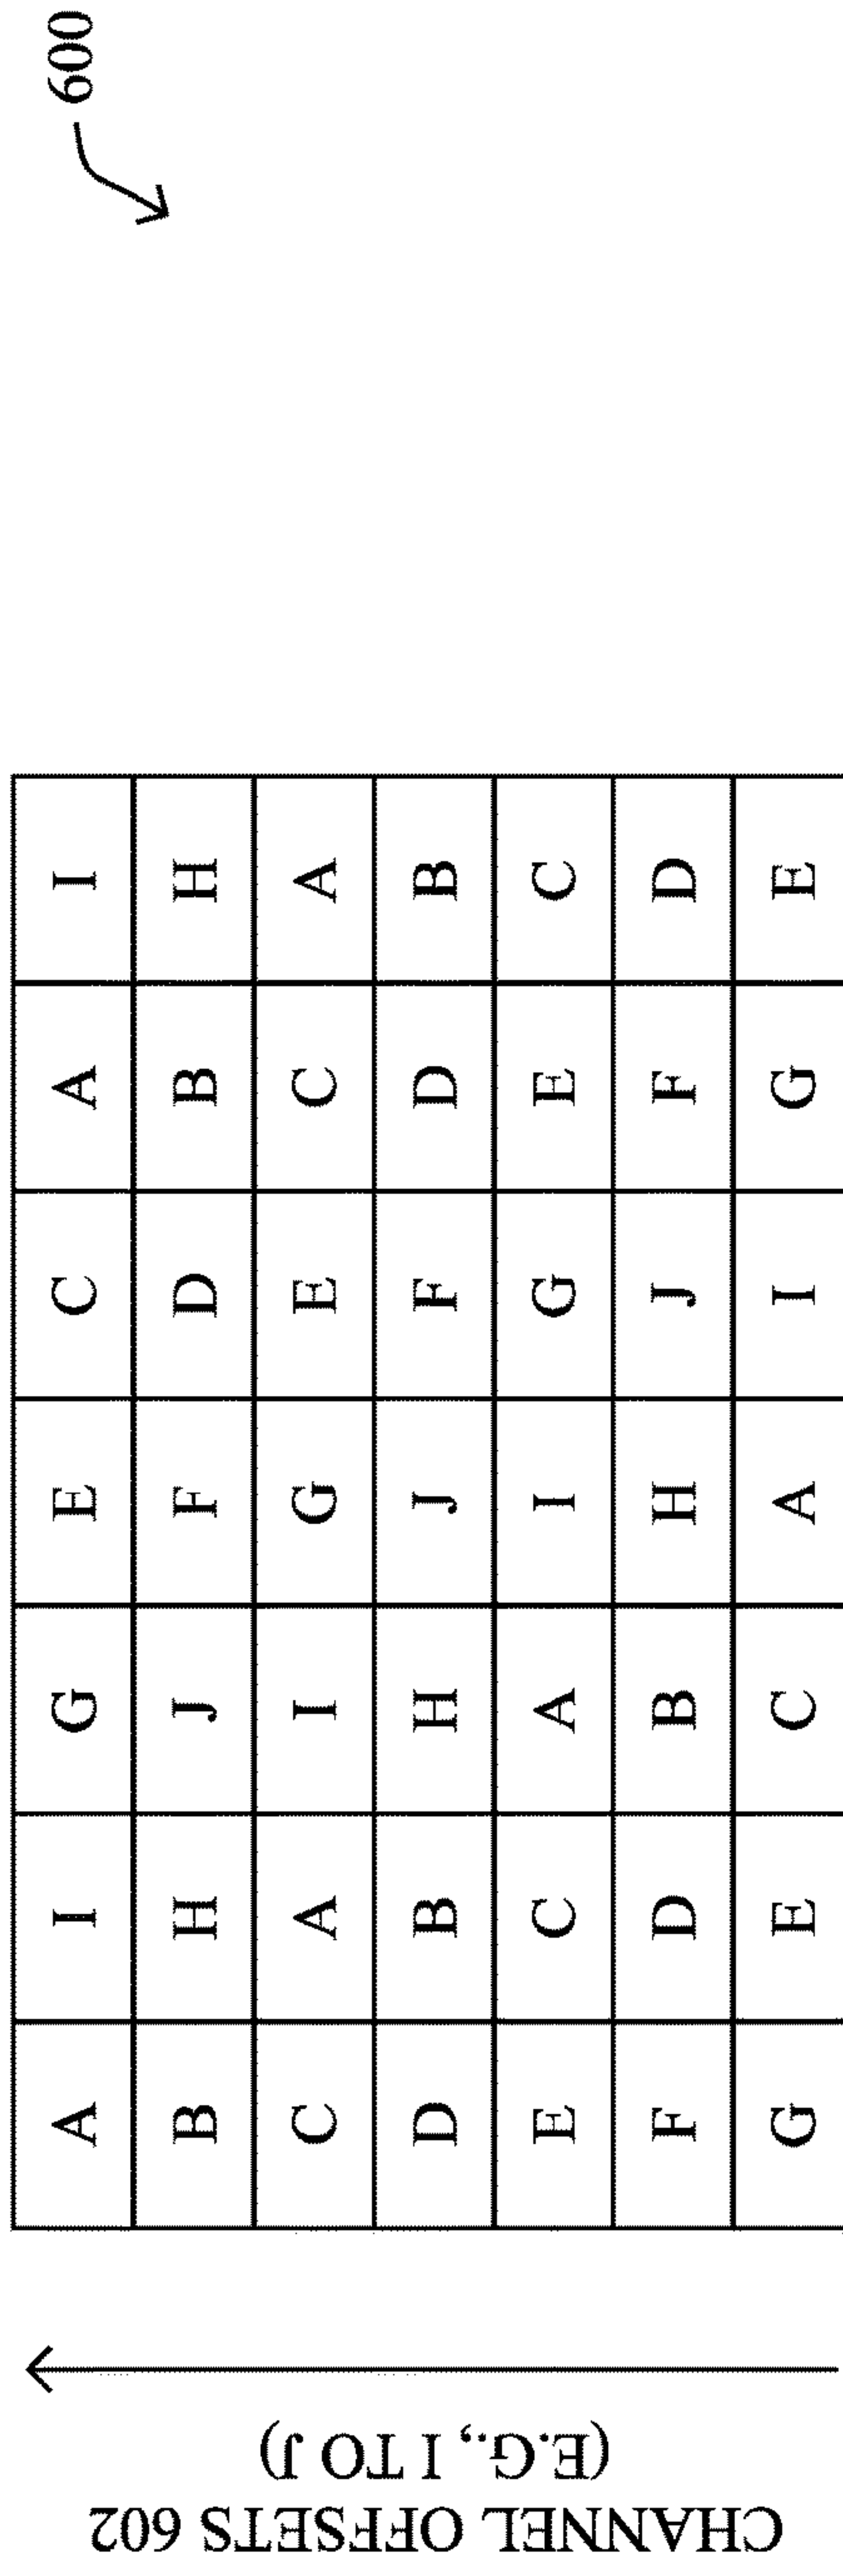 600
CHANNEL OFFSETS 602
(E.G., I TO J)
A I G E C A I
B H J F D B H
C A I G E C A
D B H J F D B
E C A I G E C
F D B H J F D
G E C A I G E